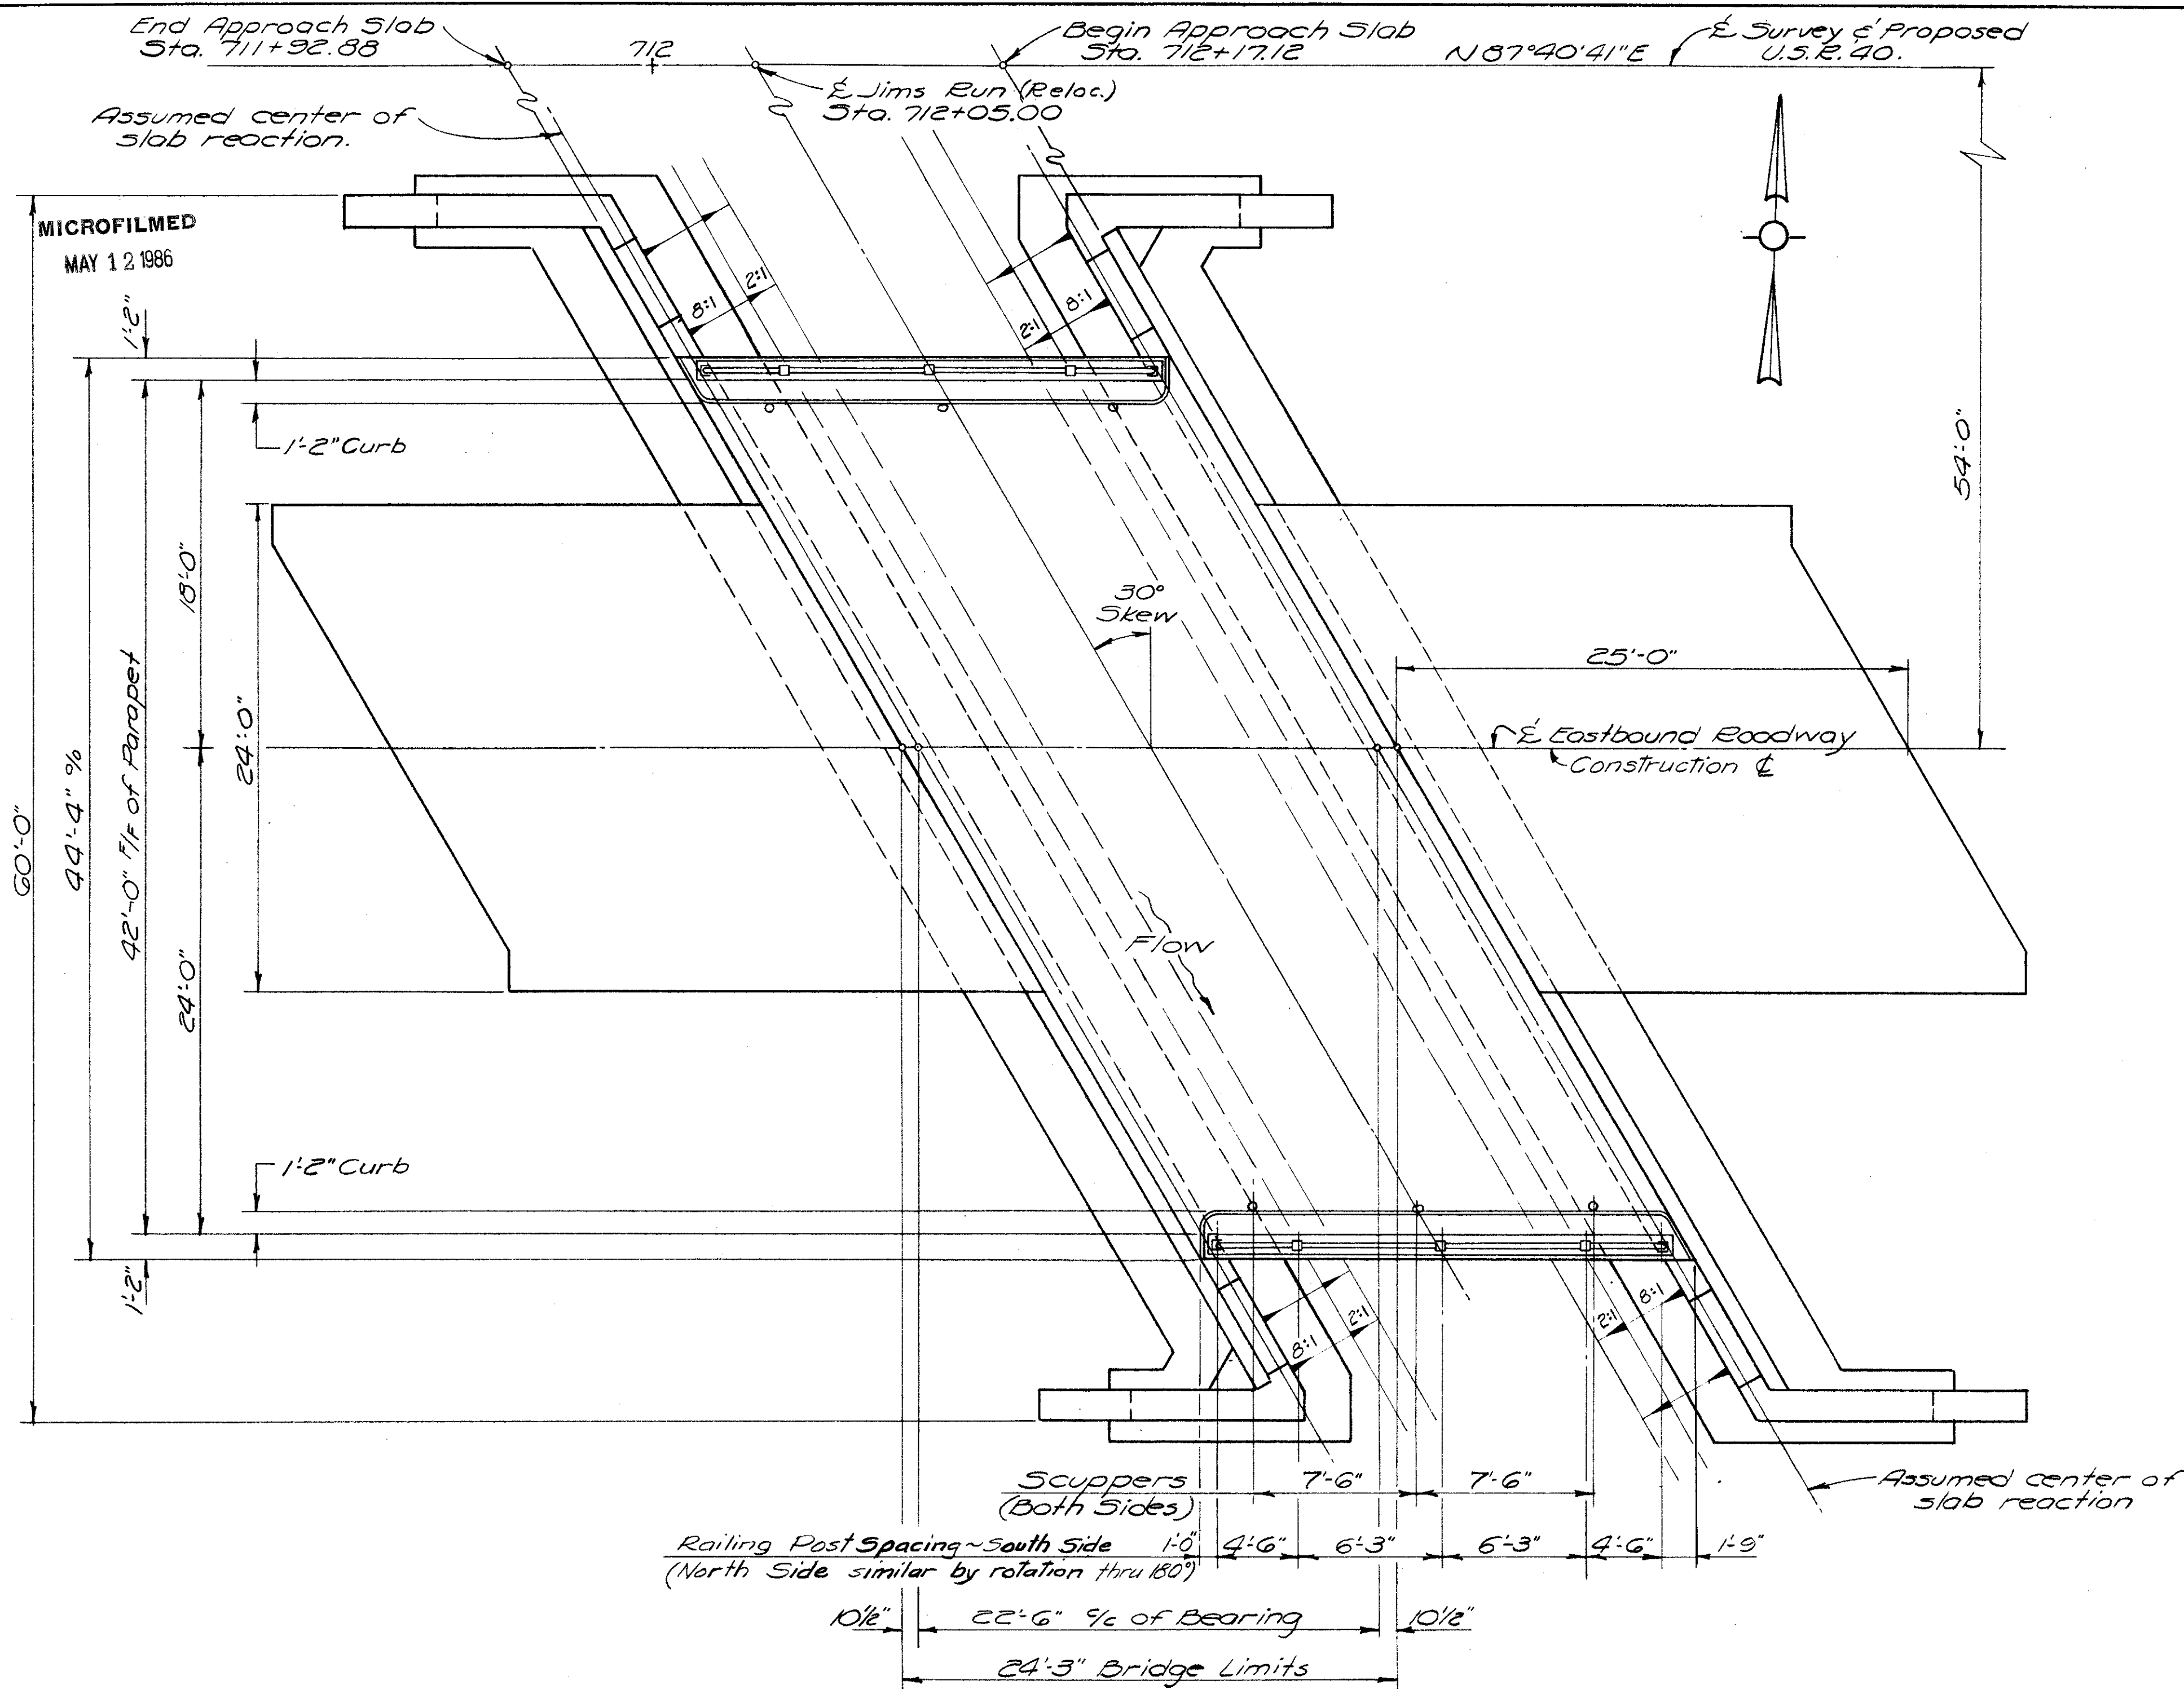 End Approach Slab
Sta. 711+92.88
712
Begin Approach Slab
Sta. 712+17.12
N87°40'41"E
℄ Survey & Proposed
U.S.R. 40.
℄ Jims Run (Reloc.)
Sta. 712+05.00
Assumed center of
slab reaction.
MICROFILMED
MAY 12 1986
1'-2"
8:1
2:1
2:1
8:1
1'-2" Curb
54'-0"
18'-0"
30°
Skew
25'-0"
℄ Eastbound Roadway
Construction ℄
24'-0"
42'-0" F/F of Parapet
44'-4" %
60'-0"
Flow
24'-0"
1'-2" Curb
1'-2"
8:1
2:1
2:1
8:1
Scuppers
(Both Sides)
7'-6"
7'-6"
Assumed center of
slab reaction
Railing Post Spacing~South Side
(North Side similar by rotation thru 180°)
1'-0"
4'-6"
6'-3"
6'-3"
4'-6"
1'-9"
10½"
22'-6" c/c of Bearing
10½"
24'-3" Bridge Limits